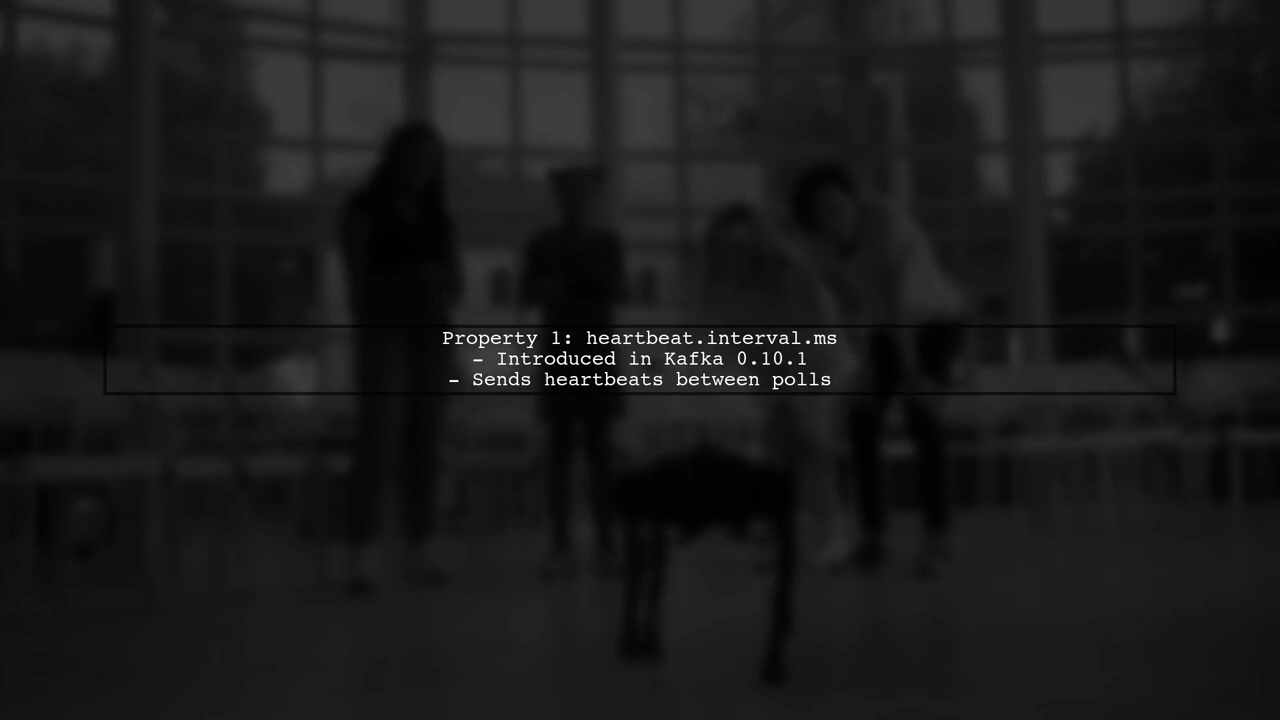 Property 1: heartbeat.interval.ms
- Introduced in Kafka 0.10.1
- Sends heartbeats between polls